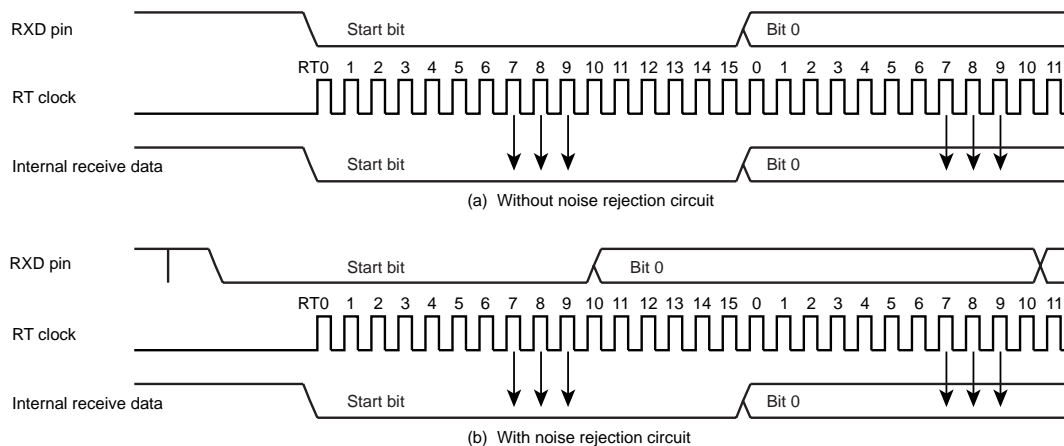 RXD pin Start bit Bit 0
RT0 1 2 3 4 5 6 7 8 9 10 11 12 13 14 15 0 1 2 3 4 5 6 7 8 9 10 11
RT clock
Internal receive data Start bit Bit 0
(a) Without noise rejection circuit
RXD pin Start bit Bit 0
RT0 1 2 3 4 5 6 7 8 9 10 11 12 13 14 15 0 1 2 3 4 5 6 7 8 9 10 11
RT clock
Internal receive data Start bit Bit 0
(b) With noise rejection circuit